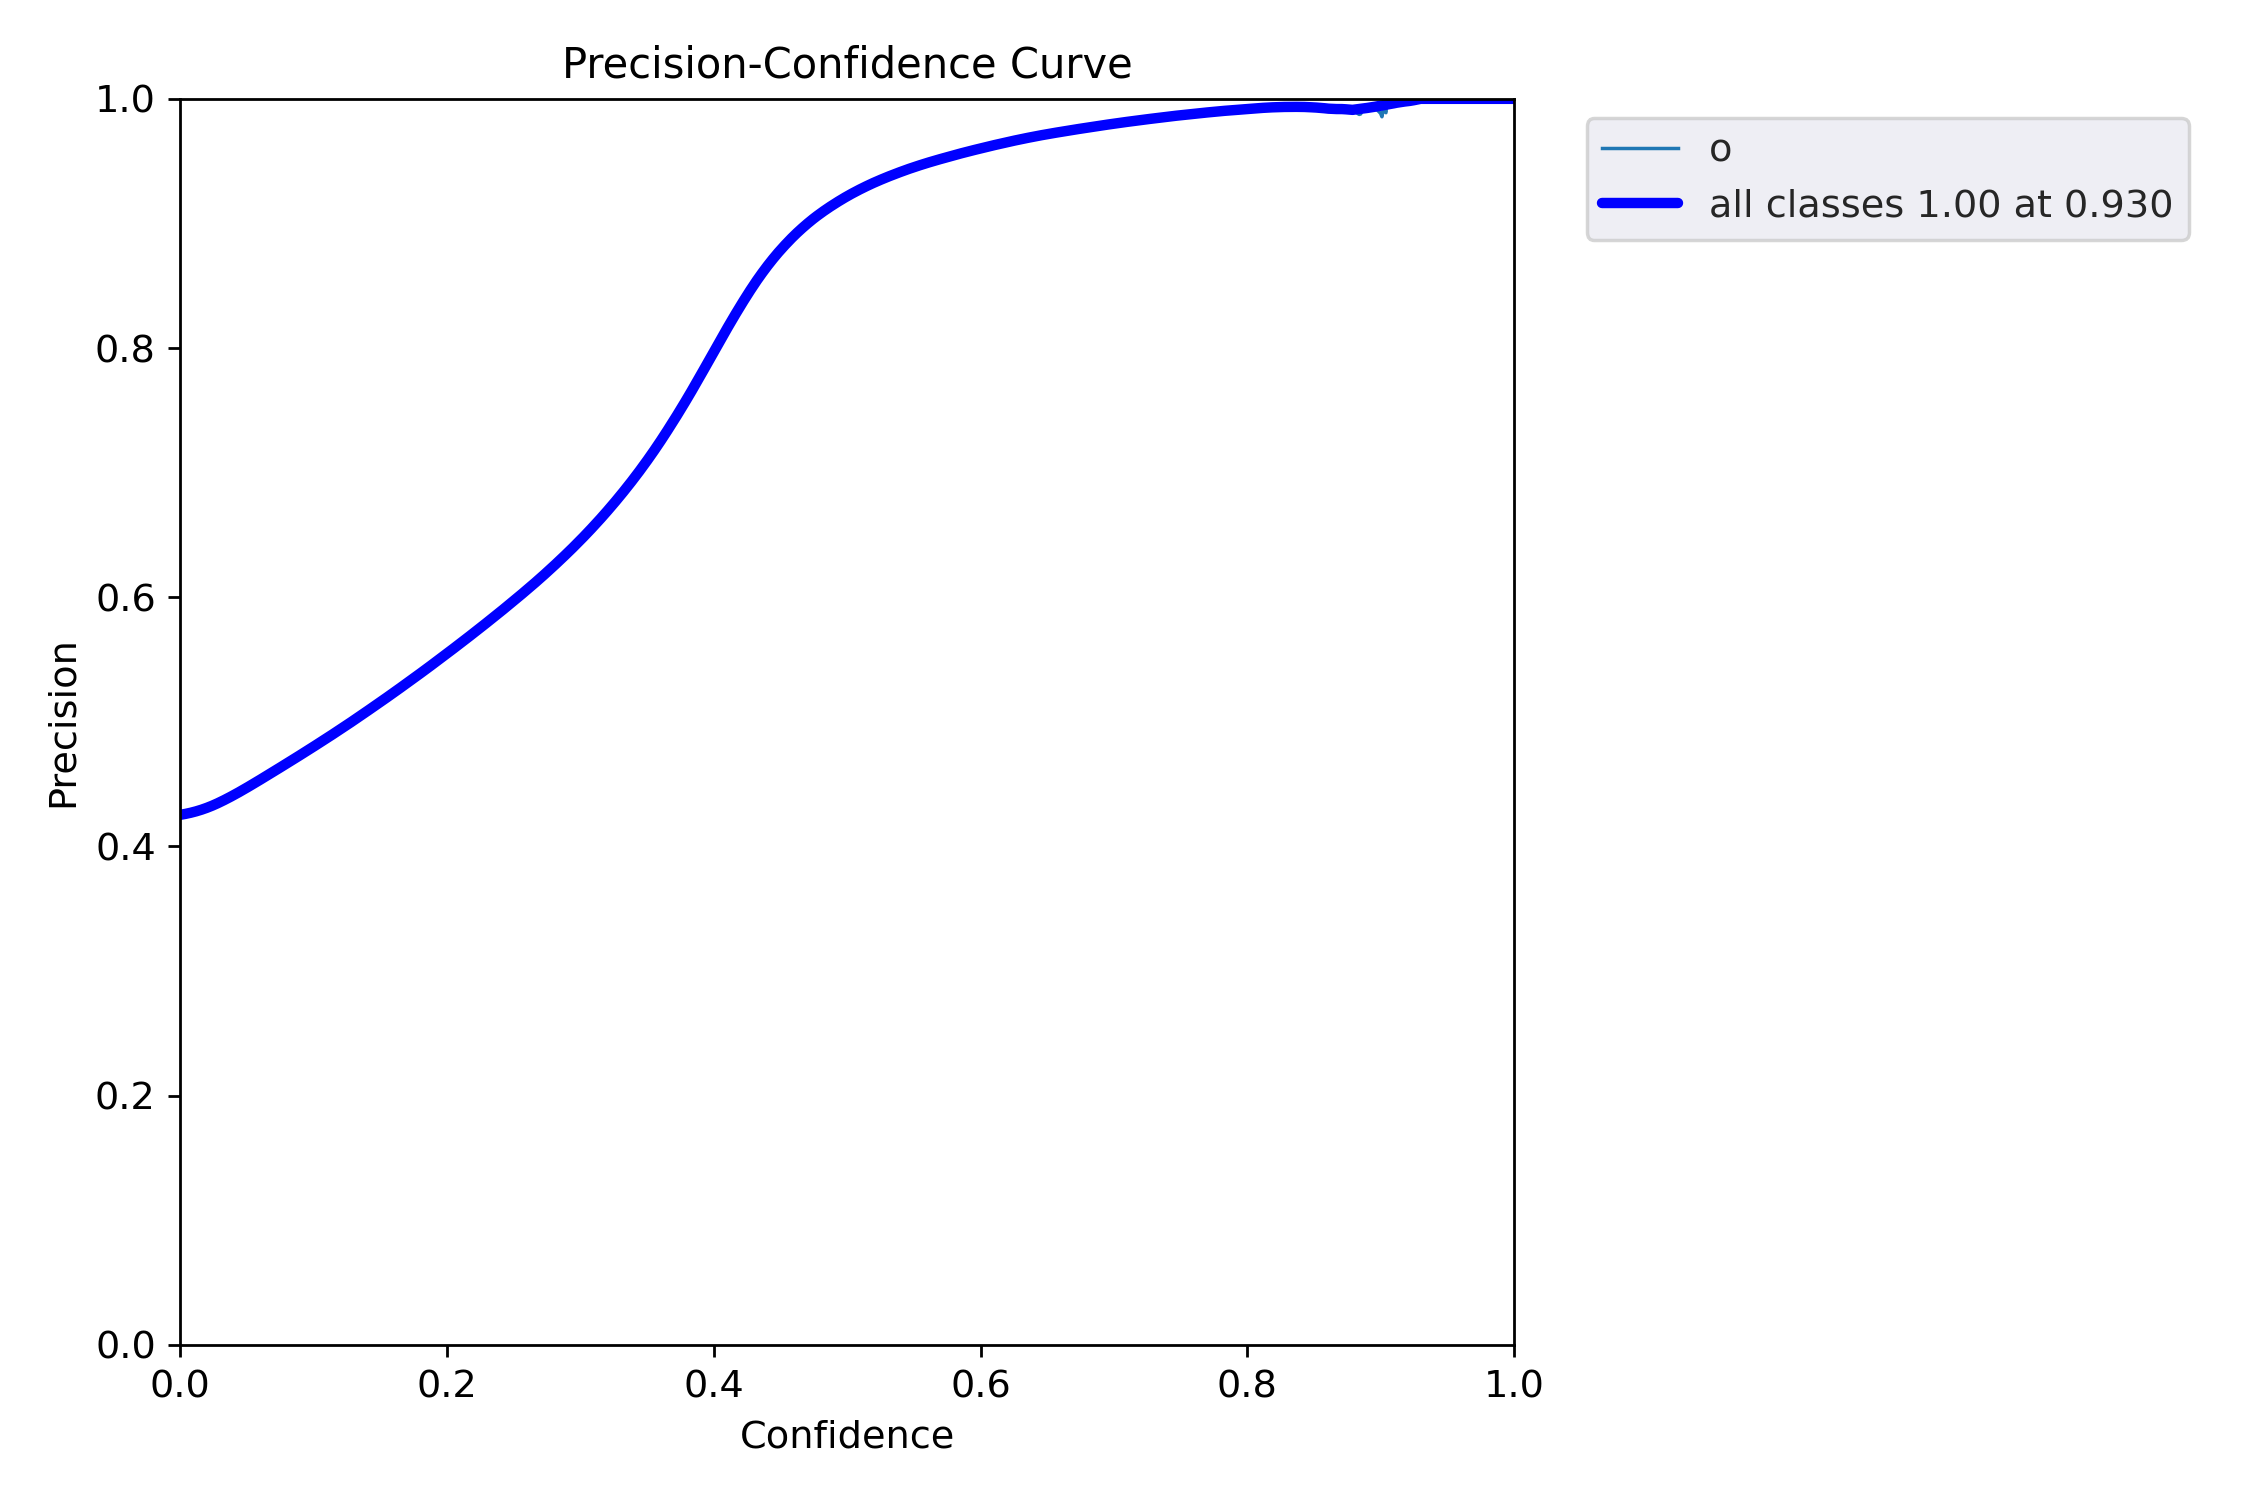 Precision-Confidence Curve
1.0
0.8
0.6
0.4
0.2
0.0
Precision
0.0 0.2 0.4 0.6 0.8 1.0
Confidence
o
all classes 1.00 at 0.930